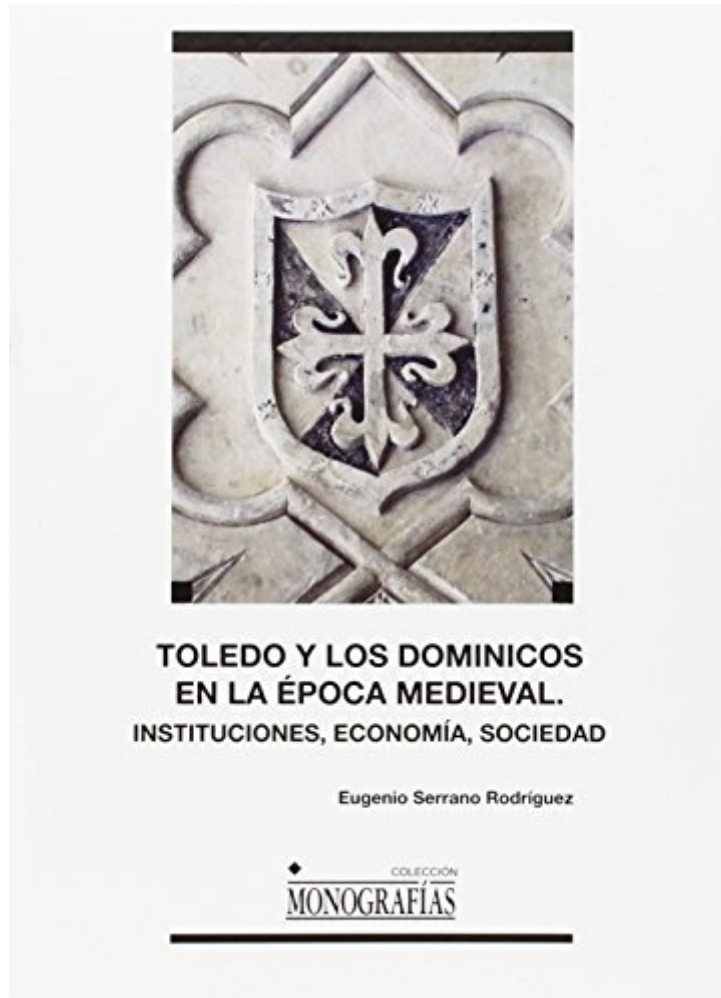 TOLEDO Y LOS DOMINICOS
EN LA ÉPOCA MEDIEVAL.
INSTITUCIONES, ECONOMÍA, SOCIEDAD
Eugenio Serrano Rodríguez
COLECCIÓN
MONOGRAFÍAS